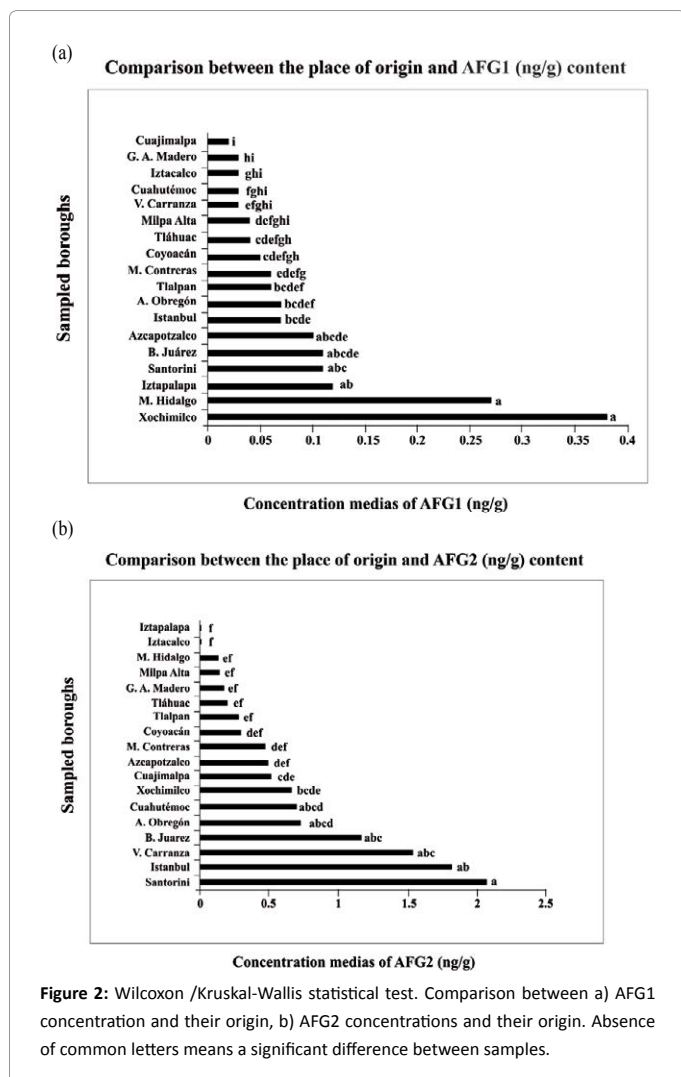 (a)
Comparison between the place of origin and AFG1 (ng/g) content
Sampled boroughs
Cuajimalpa i
G. A. Madero hi
Iztacalco ghi
Cuahutémoc fghi
V. Carranza efghi
Milpa Alta defghi
Tláhuac cdefgh
Coyoacán cdefgh
M. Contreras cdefg
Tlalpan bcdef
A. Obregón bcdef
Istanbul bcde
Azcapotzalco abcde
B. Juárez abcde
Santorini abc
Iztapalapa ab
M. Hidalgo a
Xochimilco a
0 0.05 0.1 0.15 0.2 0.25 0.3 0.35 0.4
Concentration medias of AFG1 (ng/g)
(b)
Comparison between the place of origin and AFG2 (ng/g) content
Sampled boroughs
Iztapalapa f
Iztacalco f
M. Hidalgo ef
Milpa Alta ef
G. A. Madero ef
Tláhuac ef
Tlalpan ef
Coyoacán def
M. Contreras def
Azcapotzalco def
Cuajimalpa cde
Xochimilco bcde
Cuahutémoc abcd
A. Obregón abcd
B. Juarez abc
V. Carranza abc
Istanbul ab
Santorini a
0 0.5 1 1.5 2 2.5
Concentration medias of AFG2 (ng/g)
Figure 2: Wilcoxon /Kruskal-Wallis statistical test. Comparison between a) AFG1
concentration and their origin, b) AFG2 concentrations and their origin. Absence
of common letters means a significant difference between samples.